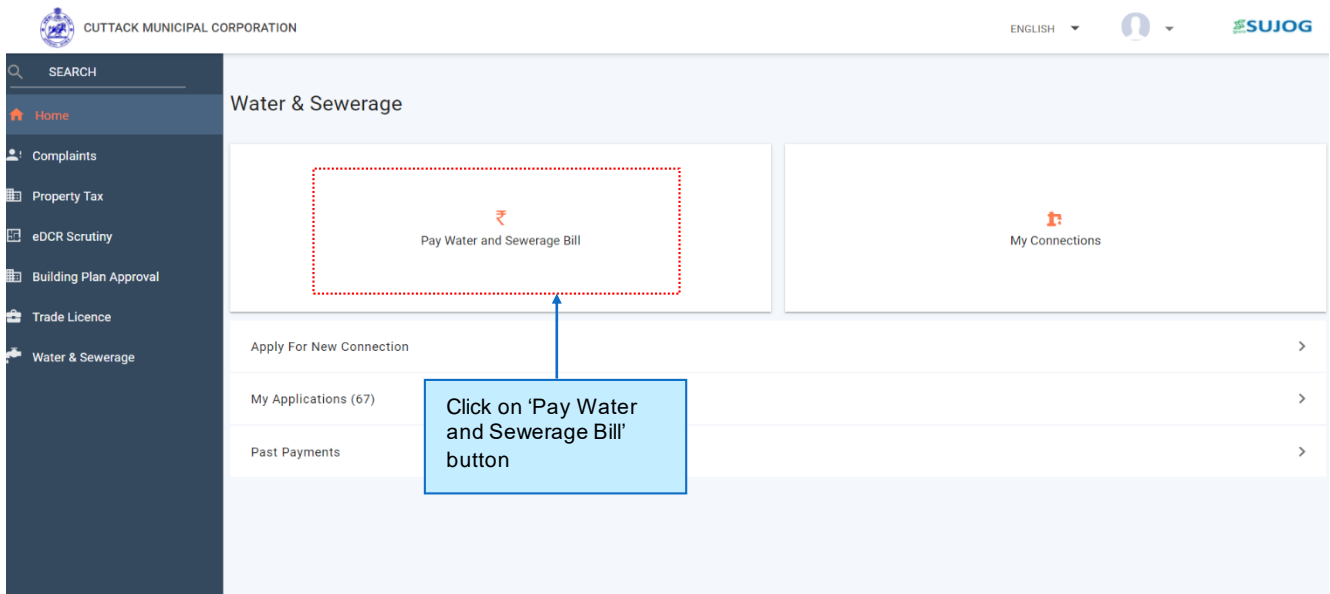 CUTTACK MUNICIPAL CORPORATION
ENGLISH
SUJOG
SEARCH
Home
Complaints
Property Tax
eDCR Scrutiny
Building Plan Approval
Trade Licence
Water & Sewerage
Water & Sewerage
₹
Pay Water and Sewerage Bill
My Connections
Apply For New Connection
My Applications (67)
Past Payments
Click on ‘Pay Water
and Sewerage Bill’
button